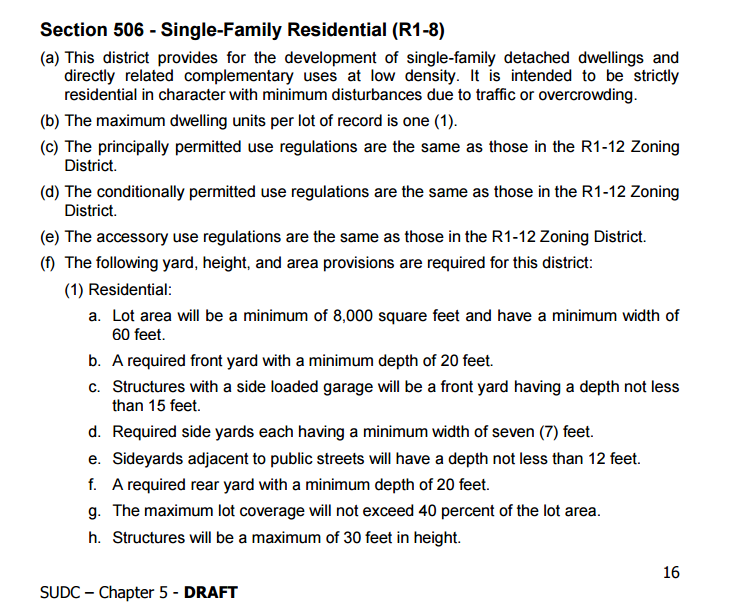 Section 506 - Single-Family Residential (R1-8)
(a) This district provides for the development of single-family detached dwellings and
directly related complementary uses at low density. It is intended to be strictly
residential in character with minimum disturbances due to traffic or overcrowding.
(b) The maximum dwelling units per lot of record is one (1).
(c) The principally permitted use regulations are the same as those in the R1-12 Zoning
District.
(d) The conditionally permitted use regulations are the same as those in the R1-12 Zoning
District.
(e) The accessory use regulations are the same as those in the R1-12 Zoning District.
(f) The following yard, height, and area provisions are required for this district:
(1) Residential:
a. Lot area will be a minimum of 8,000 square feet and have a minimum width of
60 feet.
b. A required front yard with a minimum depth of 20 feet.
c. Structures with a side loaded garage will be a front yard having a depth not less
than 15 feet.
d. Required side yards each having a minimum width of seven (7) feet.
e. Sideyards adjacent to public streets will have a depth not less than 12 feet.
f. A required rear yard with a minimum depth of 20 feet.
g. The maximum lot coverage will not exceed 40 percent of the lot area.
h. Structures will be a maximum of 30 feet in height.
16
SUDC – Chapter 5 - DRAFT